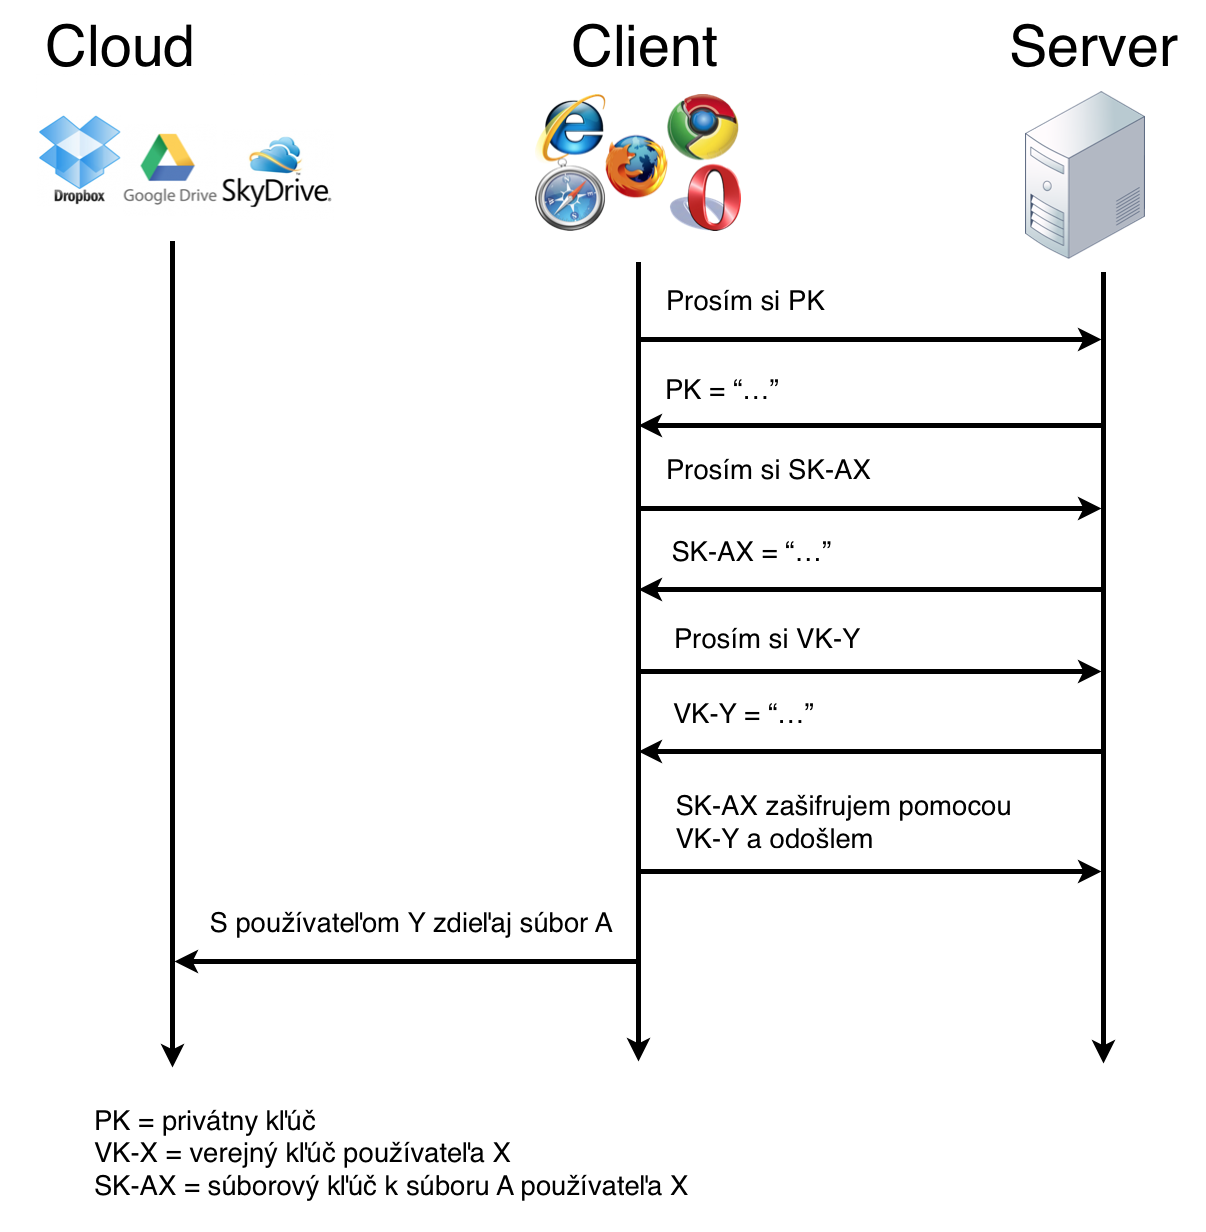 Cloud
Client
Server
Dropbox
Google Drive
SkyDrive.
Prosím si PK
PK = “…”
Prosím si SK-AX
SK-AX = “…”
Prosím si VK-Y
VK-Y = “…”
SK-AX zašifrujem pomocou
VK-Y a odošlem
S používateľom Y zdieľaj súbor A
PK = privátny kľúč
VK-X = verejný kľúč používateľa X
SK-AX = súborový kľúč k súboru A používateľa X